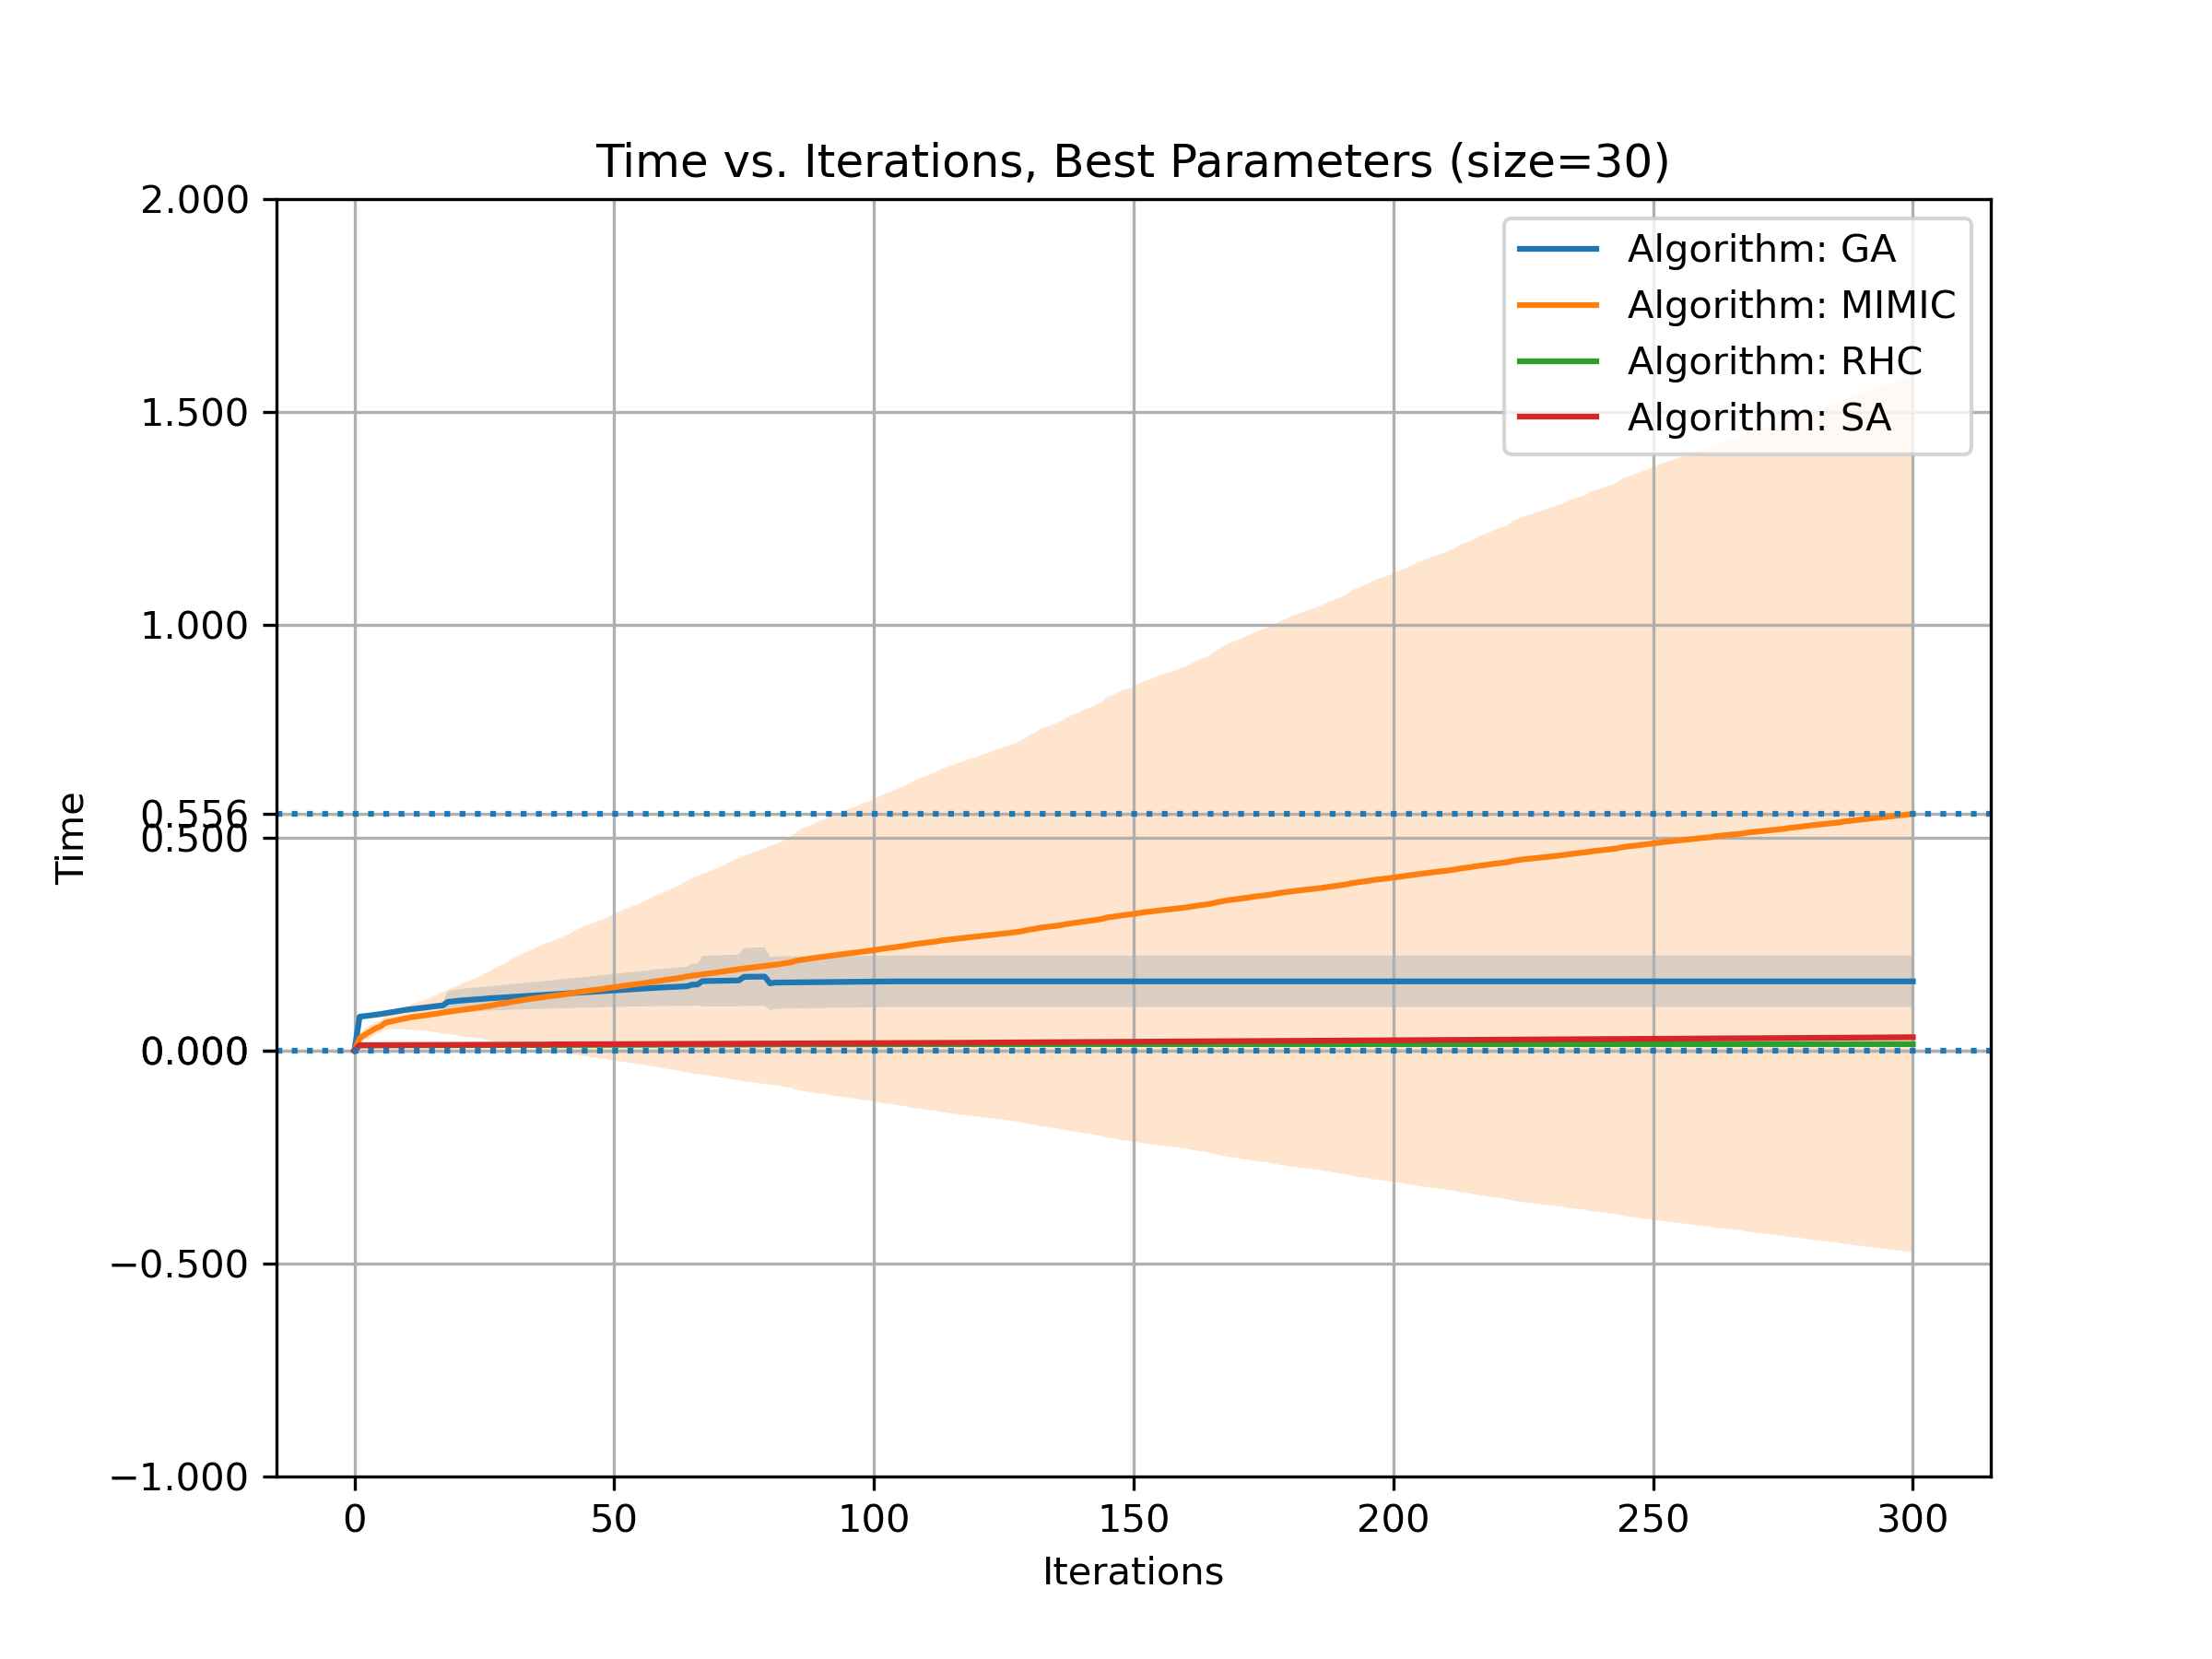 Time vs. Iterations, Best Parameters (size=30)
2.000
1.500
1.000
0.556
0.500
0.000
−0.500
−1.000
Time
Algorithm: GA
Algorithm: MIMIC
Algorithm: RHC
Algorithm: SA
0 50 100 150 200 250 300
Iterations